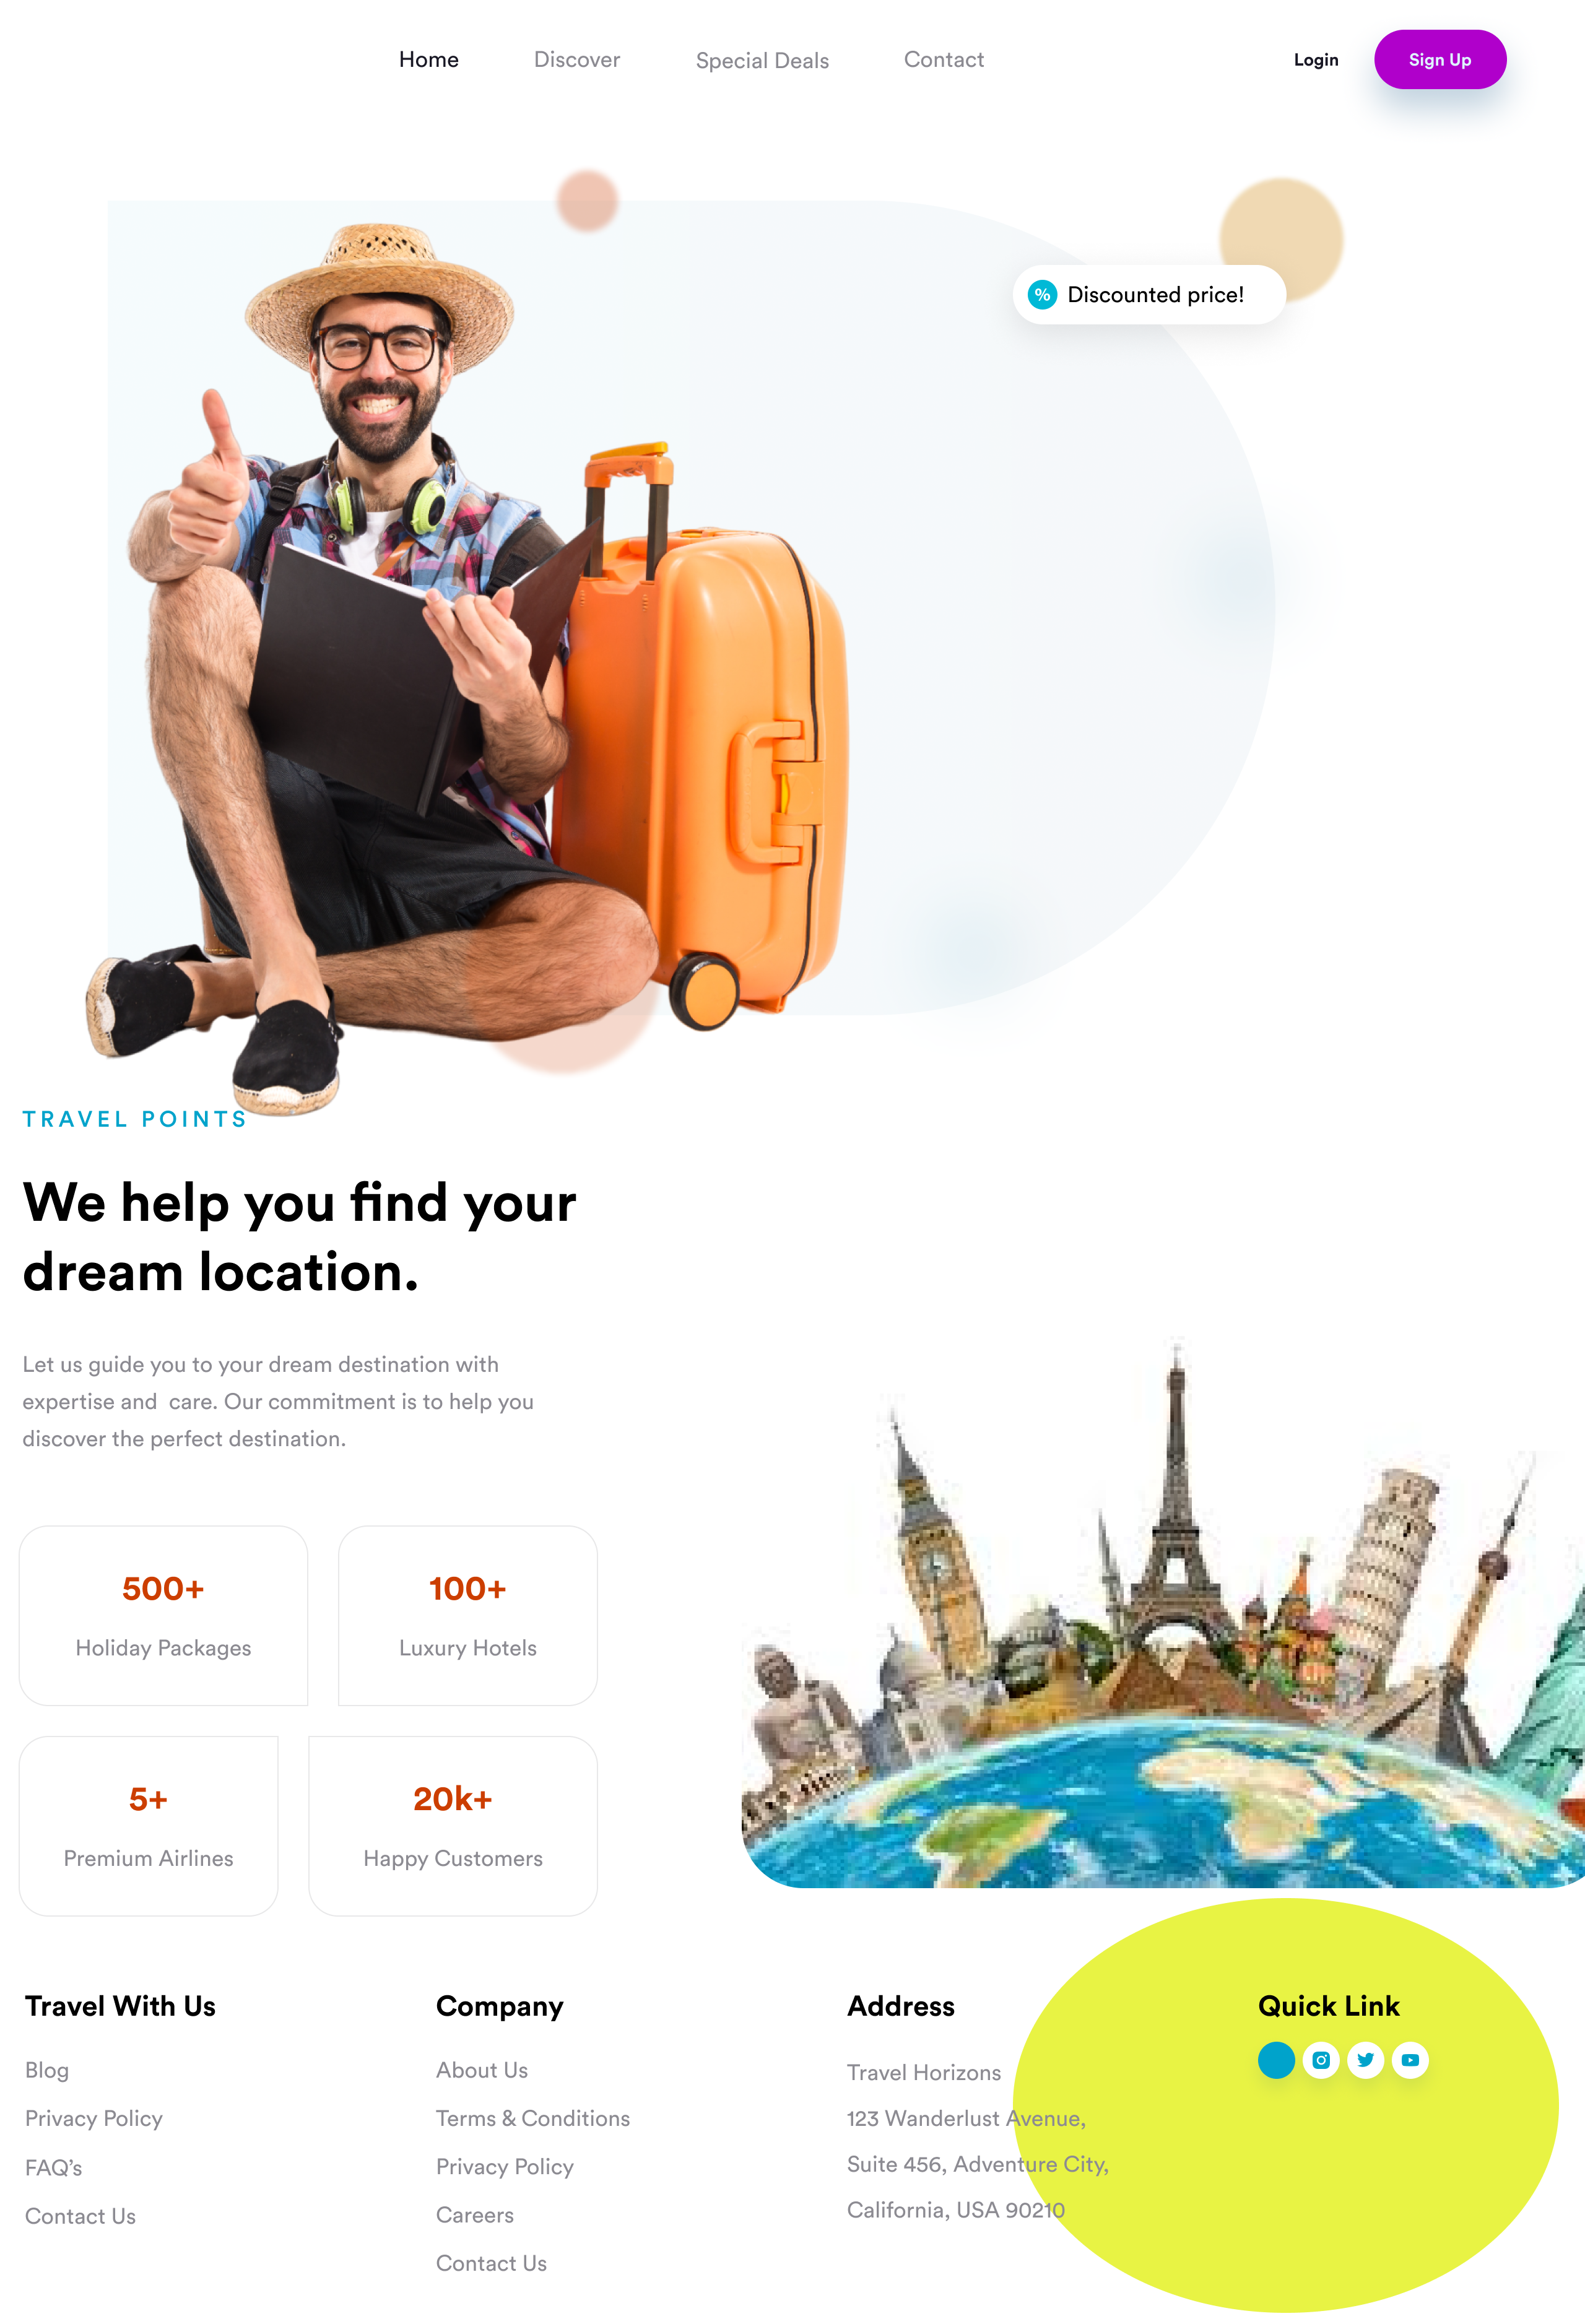 Home Discover Special Deals Contact Login Sign Up
% Discounted price!
TRAVEL POINTS
We help you find your
dream location.
Let us guide you to your dream destination with
expertise and  care. Our commitment is to help you
discover the perfect destination.
500+
Holiday Packages
100+
Luxury Hotels
5+
Premium Airlines
20k+
Happy Customers
Travel With Us
Blog
Privacy Policy
FAQ’s
Contact Us
Company
About Us
Terms & Conditions
Privacy Policy
Careers
Contact Us
Address
Travel Horizons
123 Wanderlust Avenue,
Suite 456, Adventure City,
California, USA 90210
Quick Link